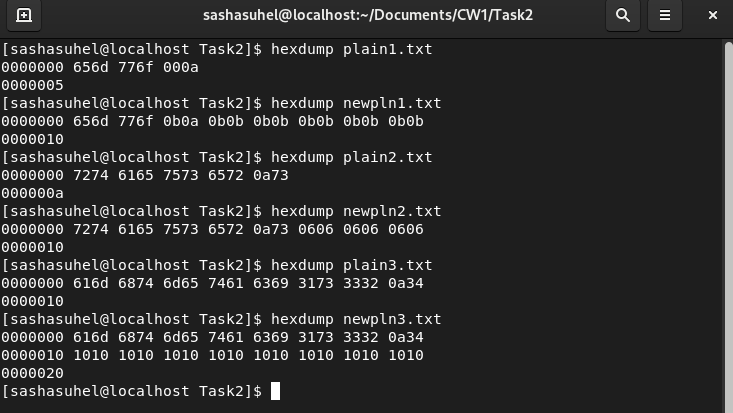 sashasuhel@localhost:~/Documents/CW1/Task2
[sashasuhel@localhost Task2]$ hexdump plain1.txt
0000000 656d 776f 000a
0000005
[sashasuhel@localhost Task2]$ hexdump newpln1.txt
0000000 656d 776f 0b0a 0b0b 0b0b 0b0b 0b0b 0b0b
0000010
[sashasuhel@localhost Task2]$ hexdump plain2.txt
0000000 7274 6165 7573 6572 0a73
000000a
[sashasuhel@localhost Task2]$ hexdump newpln2.txt
0000000 7274 6165 7573 6572 0a73 0606 0606 0606
0000010
[sashasuhel@localhost Task2]$ hexdump plain3.txt
0000000 616d 6874 6d65 7461 6369 3173 3332 0a34
0000010
[sashasuhel@localhost Task2]$ hexdump newpln3.txt
0000000 616d 6874 6d65 7461 6369 3173 3332 0a34
0000010 1010 1010 1010 1010 1010 1010 1010 1010
0000020
[sashasuhel@localhost Task2]$